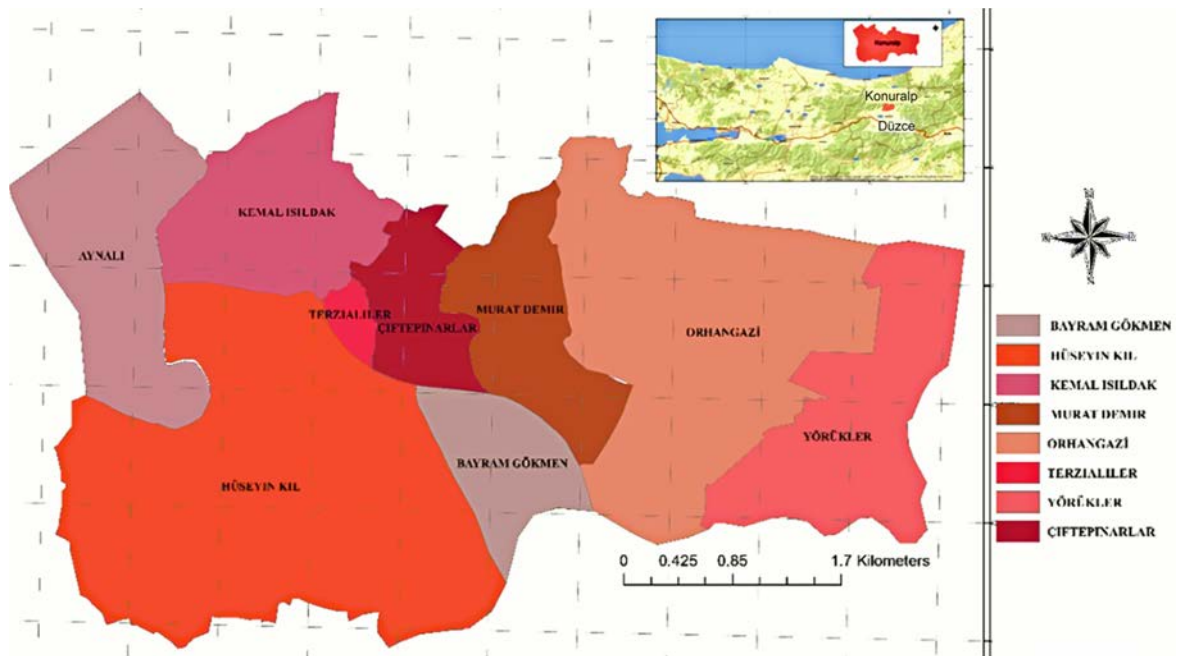 Konuralp
Konuralp
Düzce
KEMAL ISILDAK
AYNALI
TERZIALILER
ÇIFTEPINARLAR
MURAT DEMIR
ORHANGAZİ
YÖRÜKLER
BAYRAM GÖKMEN
HÜSEYIN KIL
0 0.425 0.85 1.7 Kilometers
BAYRAM GÖKMEN
HÜSEYIN KIL
KEMAL ISILDAK
MURAT DEMIR
ORHANGAZİ
TERZIALILER
YÖRÜKLER
ÇIFTEPINARLAR